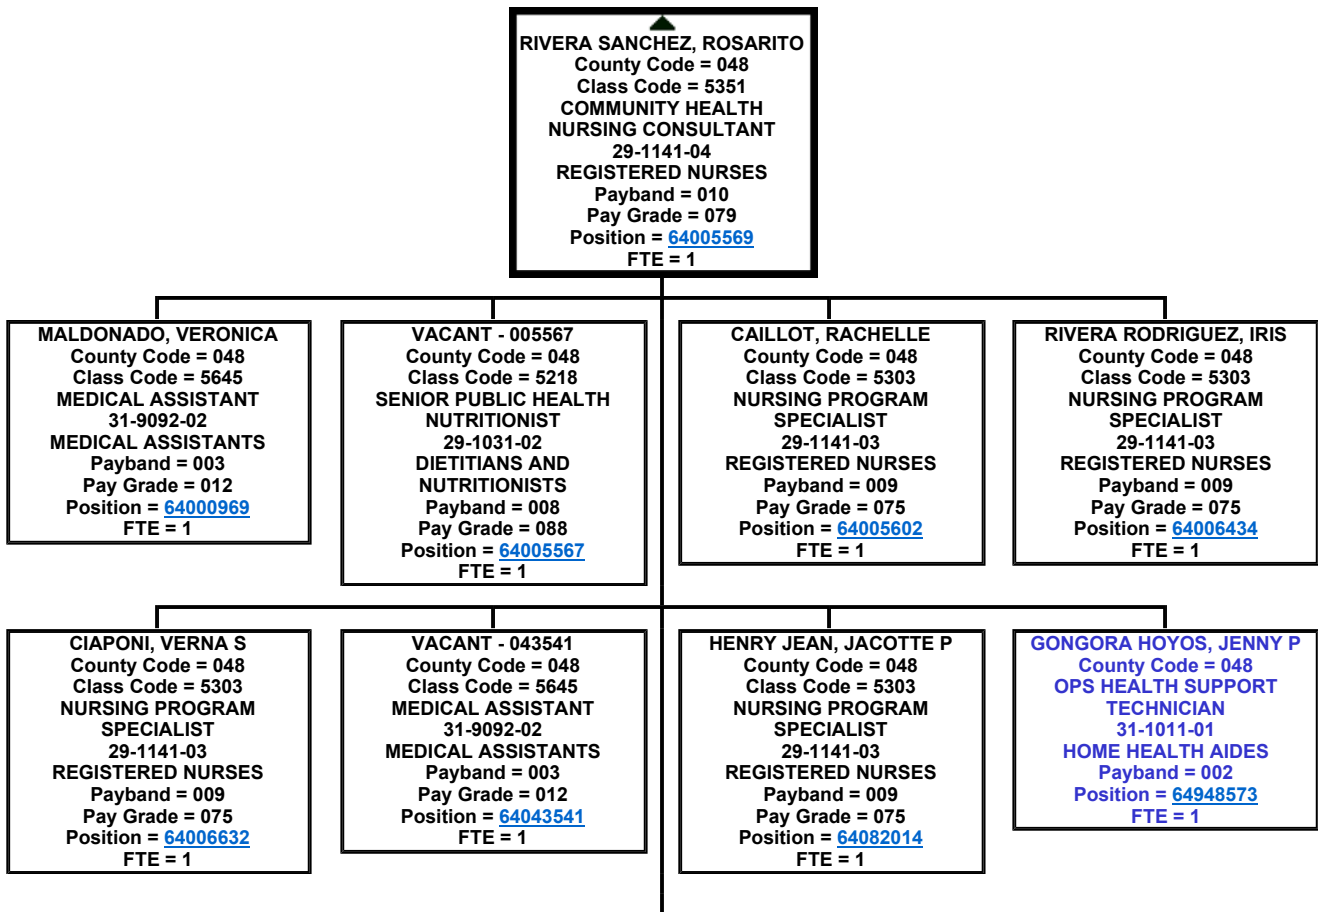 RIVERA SANCHEZ, ROSARITO
County Code = 048
Class Code = 5351
COMMUNITY HEALTH
NURSING CONSULTANT
29-1141-04
REGISTERED NURSES
Payband = 010
Pay Grade = 079
Position = 64005569
FTE = 1
MALDONADO, VERONICA
County Code = 048
Class Code = 5645
MEDICAL ASSISTANT
31-9092-02
MEDICAL ASSISTANTS
Payband = 003
Pay Grade = 012
Position = 64000969
FTE = 1
VACANT - 005567
County Code = 048
Class Code = 5218
SENIOR PUBLIC HEALTH
NUTRITIONIST
29-1031-02
DIETITIANS AND
NUTRITIONISTS
Payband = 008
Pay Grade = 088
Position = 64005567
FTE = 1
CAILLOT, RACHELLE
County Code = 048
Class Code = 5303
NURSING PROGRAM
SPECIALIST
29-1141-03
REGISTERED NURSES
Payband = 009
Pay Grade = 075
Position = 64005602
FTE = 1
RIVERA RODRIGUEZ, IRIS
County Code = 048
Class Code = 5303
NURSING PROGRAM
SPECIALIST
29-1141-03
REGISTERED NURSES
Payband = 009
Pay Grade = 075
Position = 64006434
FTE = 1
CIAPONI, VERNA S
County Code = 048
Class Code = 5303
NURSING PROGRAM
SPECIALIST
29-1141-03
REGISTERED NURSES
Payband = 009
Pay Grade = 075
Position = 64006632
FTE = 1
VACANT - 043541
County Code = 048
Class Code = 5645
MEDICAL ASSISTANT
31-9092-02
MEDICAL ASSISTANTS
Payband = 003
Pay Grade = 012
Position = 64043541
FTE = 1
HENRY JEAN, JACOTTE P
County Code = 048
Class Code = 5303
NURSING PROGRAM
SPECIALIST
29-1141-03
REGISTERED NURSES
Payband = 009
Pay Grade = 075
Position = 64082014
FTE = 1
GONGORA HOYOS, JENNY P
County Code = 048
OPS HEALTH SUPPORT
TECHNICIAN
31-1011-01
HOME HEALTH AIDES
Payband = 002
Position = 64948573
FTE = 1